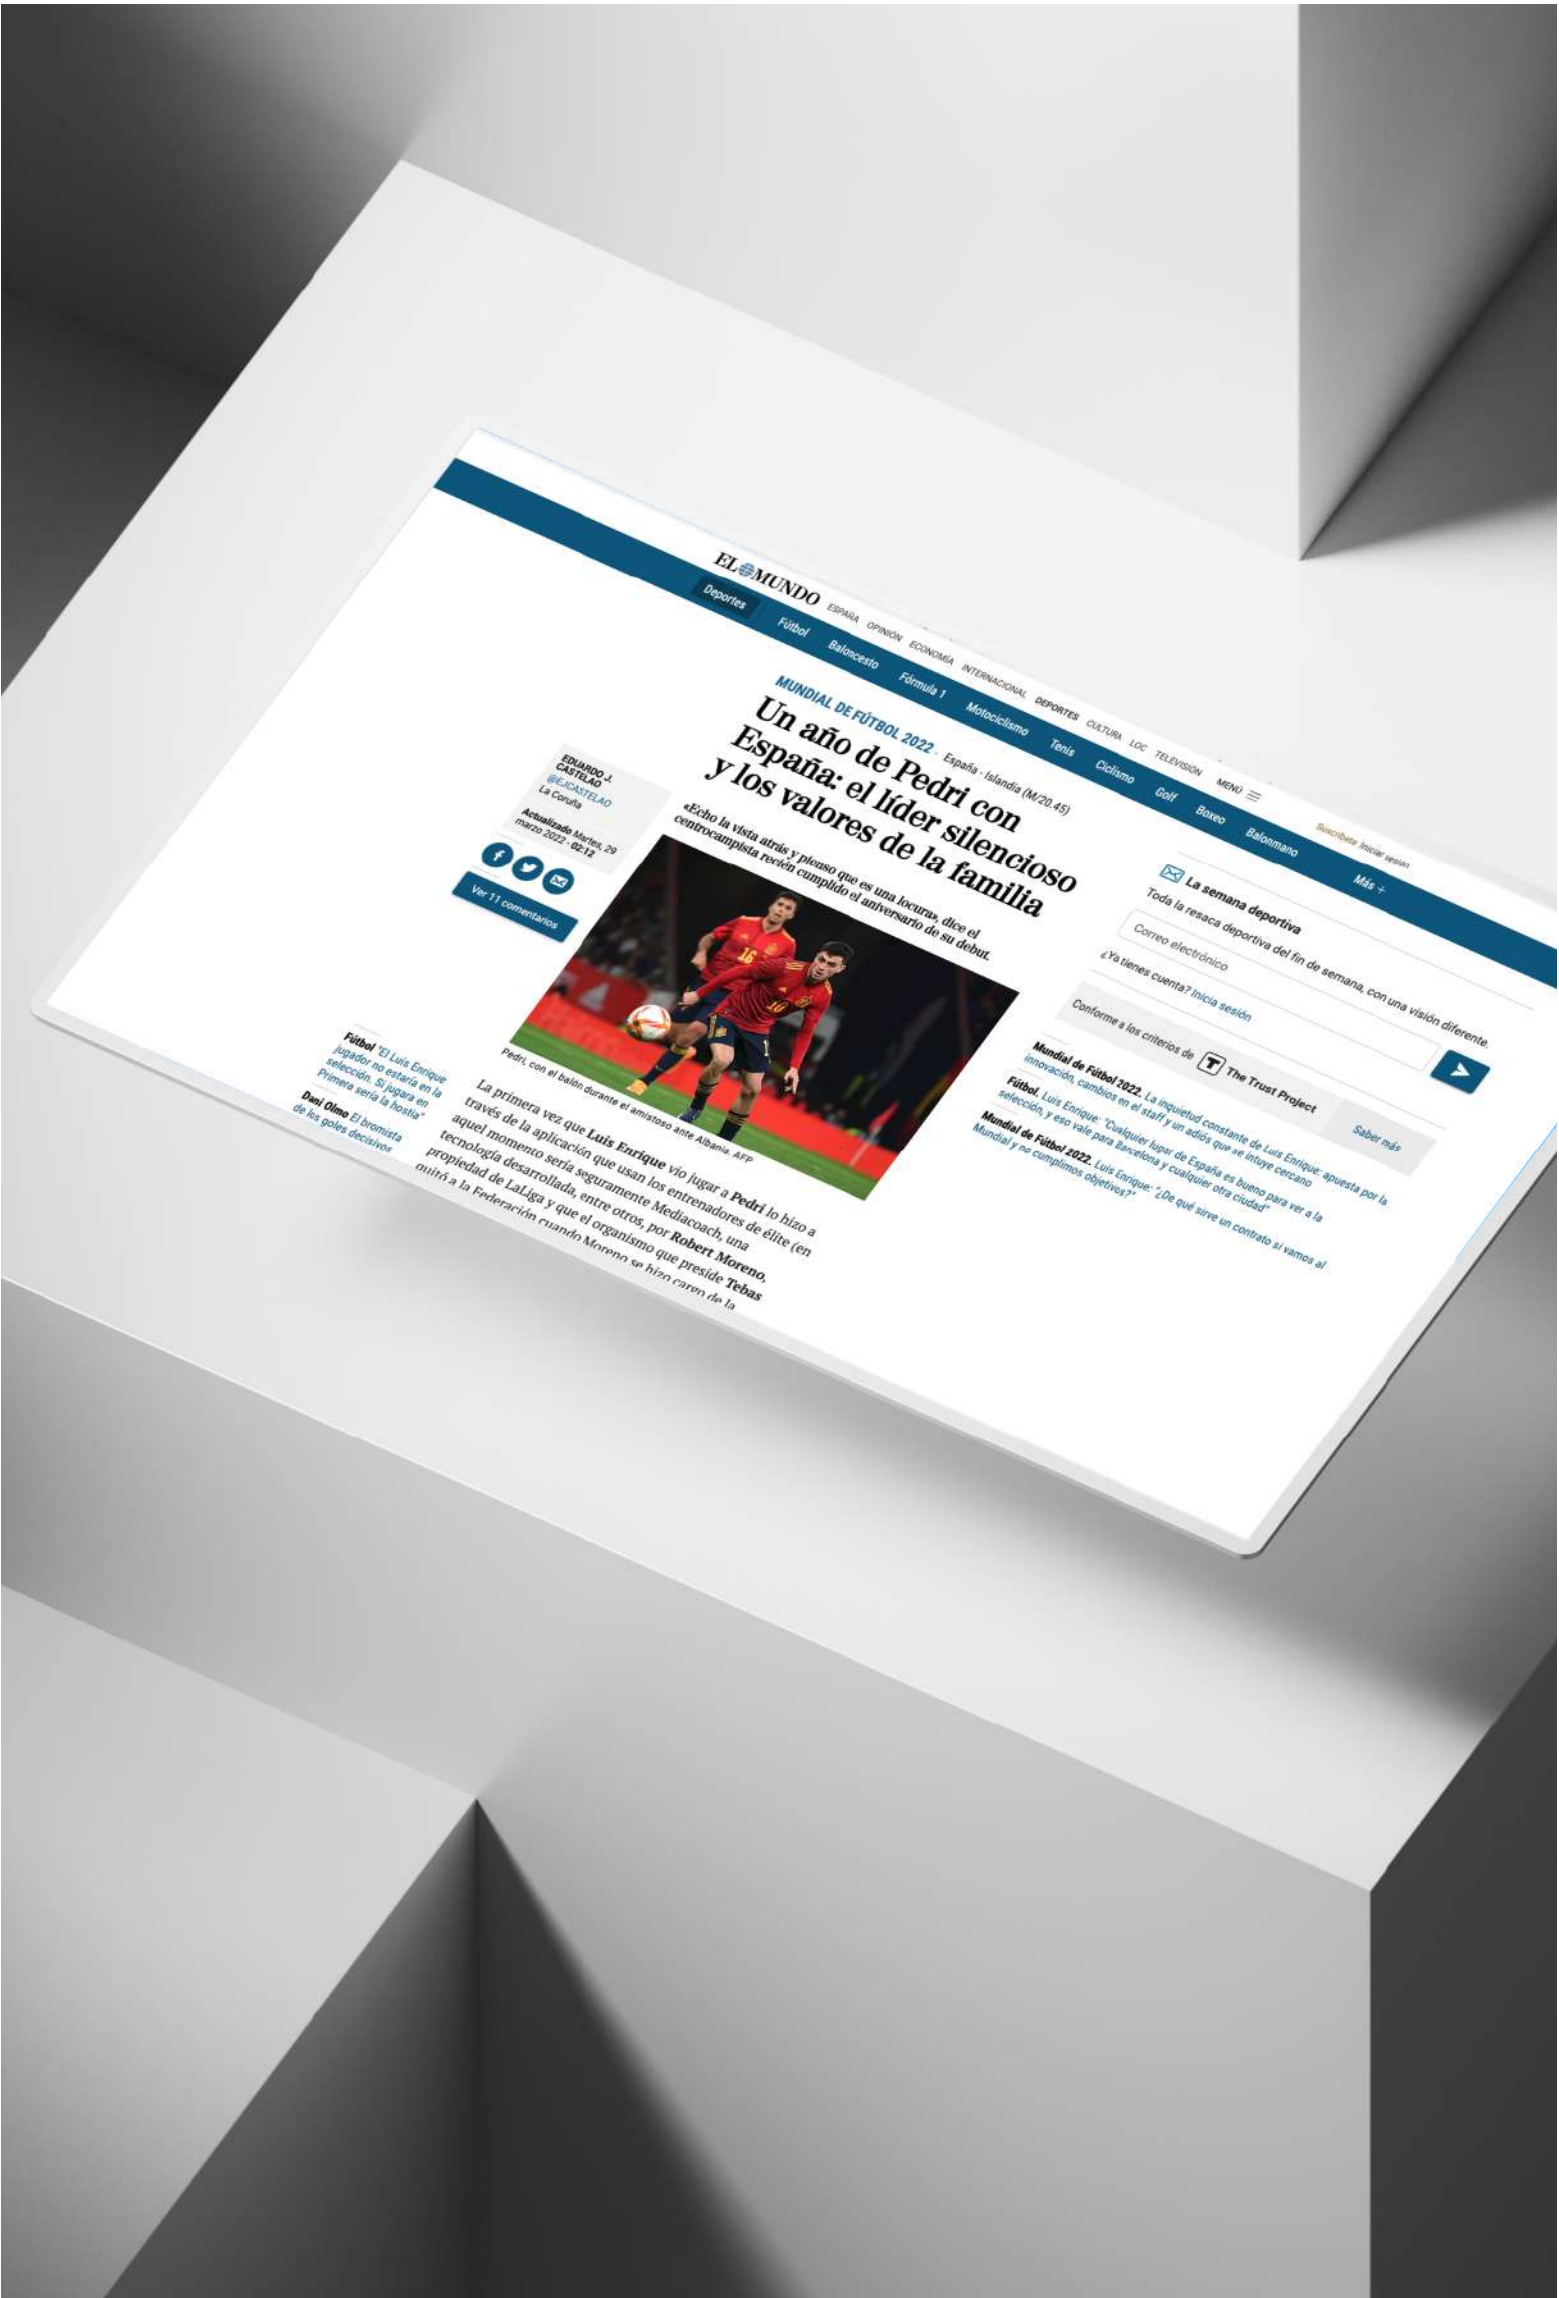 EL MUNDO ESPAÑA OPINIÓN ECONOMÍA INTERNACIONAL DEPORTES CULTURA LOC TELEVISIÓN MENÚ
Suscríbete Iniciar sesión
Deportes Fútbol Baloncesto Fórmula 1 Motociclismo Tenis Ciclismo Golf Boxeo Balonmano Más +
MUNDIAL DE FÚTBOL 2022 - España - Islandia (M/20.45)
Un año de Pedri con
España: el líder silencioso
y los valores de la familia
«Echo la vista atrás y pienso que es una locura», dice el
centrocampista recién cumplido el aniversario de su debut.
EDUARDO J.
CASTELAO
@EJCASTELAO
La Coruña
Actualizado Martes, 29
marzo 2022 - 02:12
Ver 11 comentarios
16
10
Pedri, con el balón durante el amistoso ante Albania. AFP
Fútbol "El Luis Enrique
jugador no estaría en la
selección. Si jugara en
Primera sería la hostia"
Dani Olmo El bromista
de los goles decisivos
La primera vez que Luis Enrique vio jugar a Pedri lo hizo a
través de la aplicación que usan los entrenadores de élite (en
aquel momento sería seguramente Mediacoach, una
tecnología desarrollada, entre otros, por Robert Moreno,
propiedad de LaLiga y que el organismo que preside Tebas
quitó a la Federación cuando Moreno se hizo cargo de la
La semana deportiva
Toda la resaca deportiva del fin de semana, con una visión diferente.
Correo electrónico
¿Ya tienes cuenta? Inicia sesión
Conforme a los criterios de T The Trust Project Saber más
Mundial de Fútbol 2022. La inquietud constante de Luis Enrique: apuesta por la
innovación, cambios en el staff y un adiós que se intuye cercano
Fútbol. Luis Enrique: "Cualquier lugar de España es bueno para ver a la
selección, y eso vale para Barcelona y cualquier otra ciudad"
Mundial de Fútbol 2022. Luis Enrique: "¿De qué sirve un contrato si vamos al
Mundial y no cumplimos objetivos?"